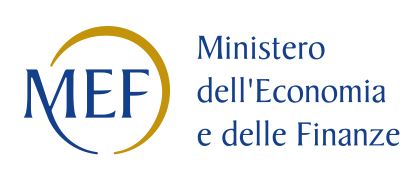 MEF
Ministero
dell'Economia
e delle Finanze